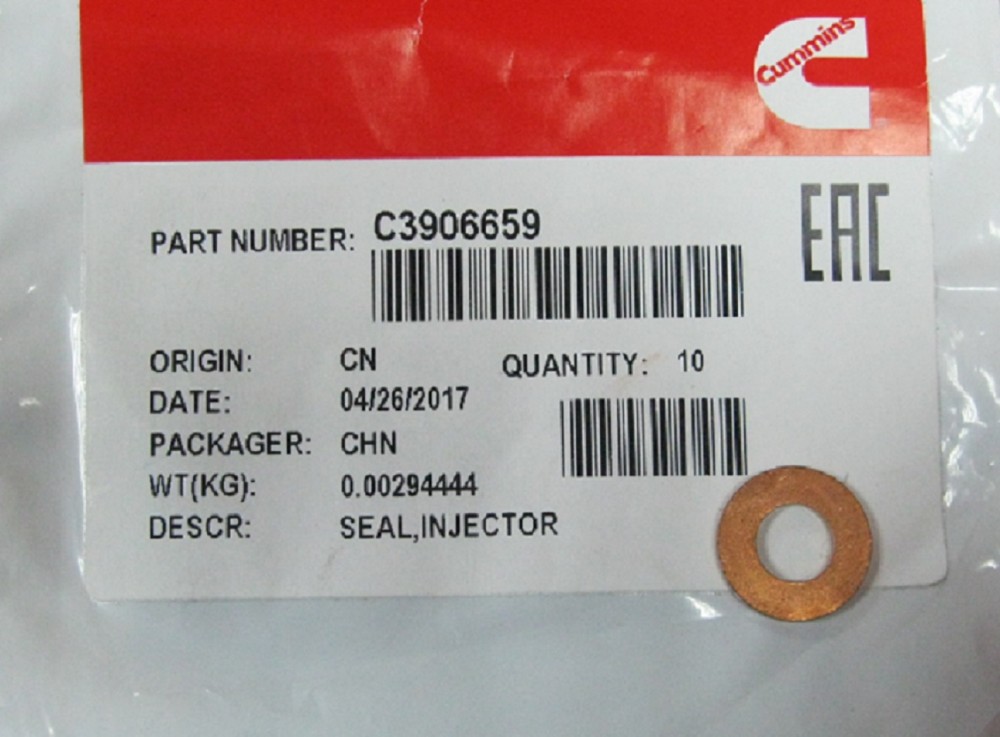 Cummins
EAC
PART NUMBER: C3906659
ORIGIN: CN QUANTITY: 10
DATE: 04/26/2017
PACKAGER: CHN
WT(KG): 0.00294444
DESCR: SEAL,INJECTOR